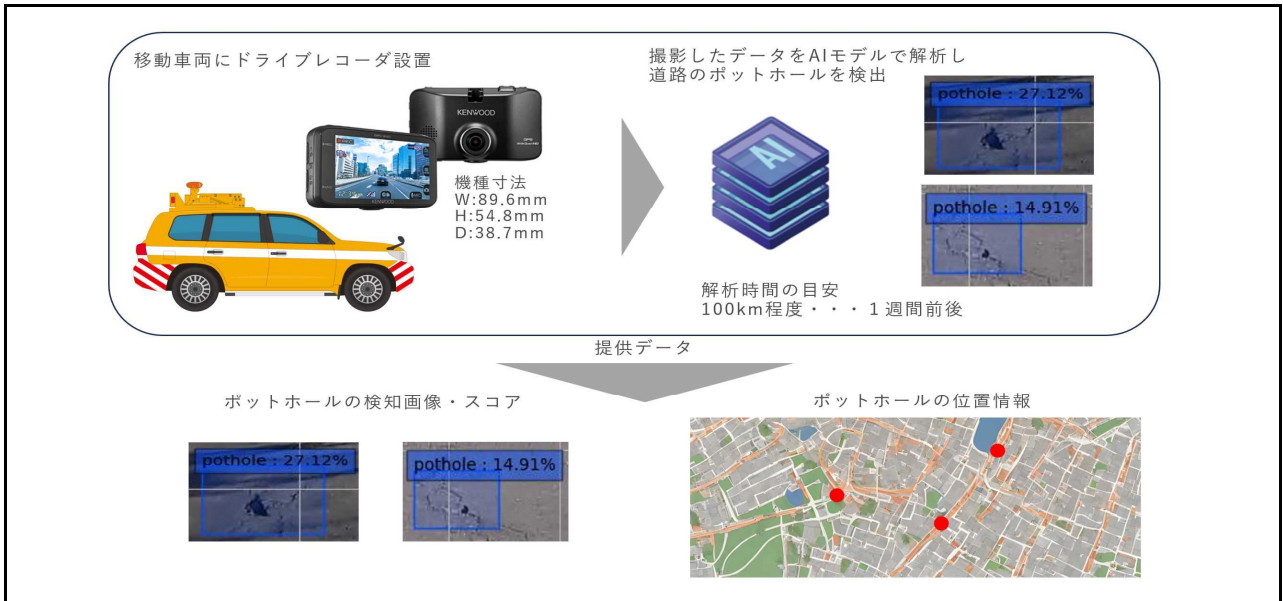 移動車両にドライブレコーダ設置
KENWOOD
KENWOOD
機種寸法
W:89.6mm
H:54.8mm
D:38.7mm
撮影したデータをAIモデルで解析し
道路のポットホールを検出
AI
pothole : 27.12%
pothole : 14.91%
解析時間の目安
100km程度・・・１週間前後
提供データ
ポットホールの検知画像・スコア
pothole : 27.12%
pothole : 14.91%
ポットホールの位置情報